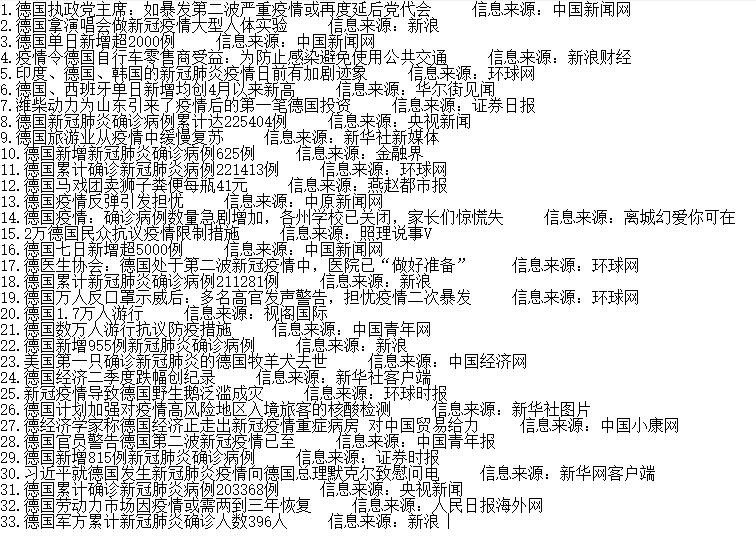 1.德国执政党主席：如暴发第二波严重疫情或再度延后党代会 信息来源：中国新闻网
2.德国拿演唱会做新冠疫情大型人体实验 信息来源：新浪
3.德国单日新增超2000例 信息来源：中国新闻网
4.疫情令德国自行车零售商受益：为防止感染避免使用公共交通 信息来源：新浪财经
5.印度、德国、韩国的新冠肺炎疫情日前有加剧迹象 信息来源：环球网
6.德国、西班牙单日新增均创4月以来新高 信息来源：华尔街见闻
7.潍柴动力为山东引来了疫情后的第一笔德国投资 信息来源：证券日报
8.德国新冠肺炎确诊病例累计达225404例 信息来源：央视新闻
9.德国旅游业从疫情中缓慢复苏 信息来源：新华社新媒体
10.德国新增新冠肺炎确诊病例625例 信息来源：金融界
11.德国累计确诊新冠肺炎病例221413例 信息来源：环球网
12.德国马戏团卖狮子粪便每瓶41元 信息来源：燕赵都市报
13.德国疫情反弹引发担忧 信息来源：中原新闻网
14.德国疫情：确诊病例数量急剧增加，各州学校已关闭，家长们惊慌失 信息来源：离城幻爱你可在
15.2万德国民众抗议疫情限制措施 信息来源：照理说事V
16.德国七日新增超5000例 信息来源：中国新闻网
17.德医生协会：德国处于第二波新冠疫情中，医院已“做好准备” 信息来源：环球网
18.德国累计新冠肺炎确诊病例211281例 信息来源：新浪
19.德国万人反口罩示威后：多名高官发声警告，担忧疫情二次暴发 信息来源：环球网
20.德国1.7万人游行 信息来源：视阁国际
21.德国数万人游行抗议防疫措施 信息来源：中国青年网
22.德国新增955例新冠肺炎确诊病例 信息来源：新浪
23.美国第一只确诊新冠肺炎的德国牧羊犬去世 信息来源：中国经济网
24.德国经济二季度跌幅创纪录 信息来源：新华社客户端
25.新冠疫情导致德国野生鹅泛滥成灾 信息来源：环球时报
26.德国计划加强对疫情高风险地区入境旅客的核酸检测 信息来源：新华社图片
27.德经济学家称德国经济正走出新冠疫情重症病房 对中国贸易给力 信息来源：中国小康网
28.德国官员警告德国第二波新冠疫情已至 信息来源：中国青年报
29.德国新增815例新冠肺炎确诊病例 信息来源：证券时报
30.习近平就德国发生新冠肺炎疫情向德国总理默克尔致慰问电 信息来源：新华网客户端
31.德国累计确诊新冠肺炎病例203368例 信息来源：央视新闻
32.德国劳动力市场因疫情或需两到三年恢复 信息来源：人民日报海外网
33.德国军方累计新冠肺炎确诊人数396人 信息来源：新浪